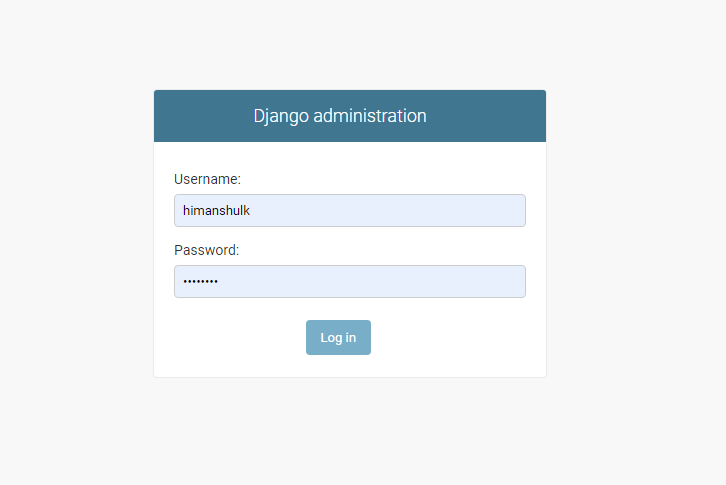 Django administration
Username:
himanshulk
Password:
••••••••
Log in